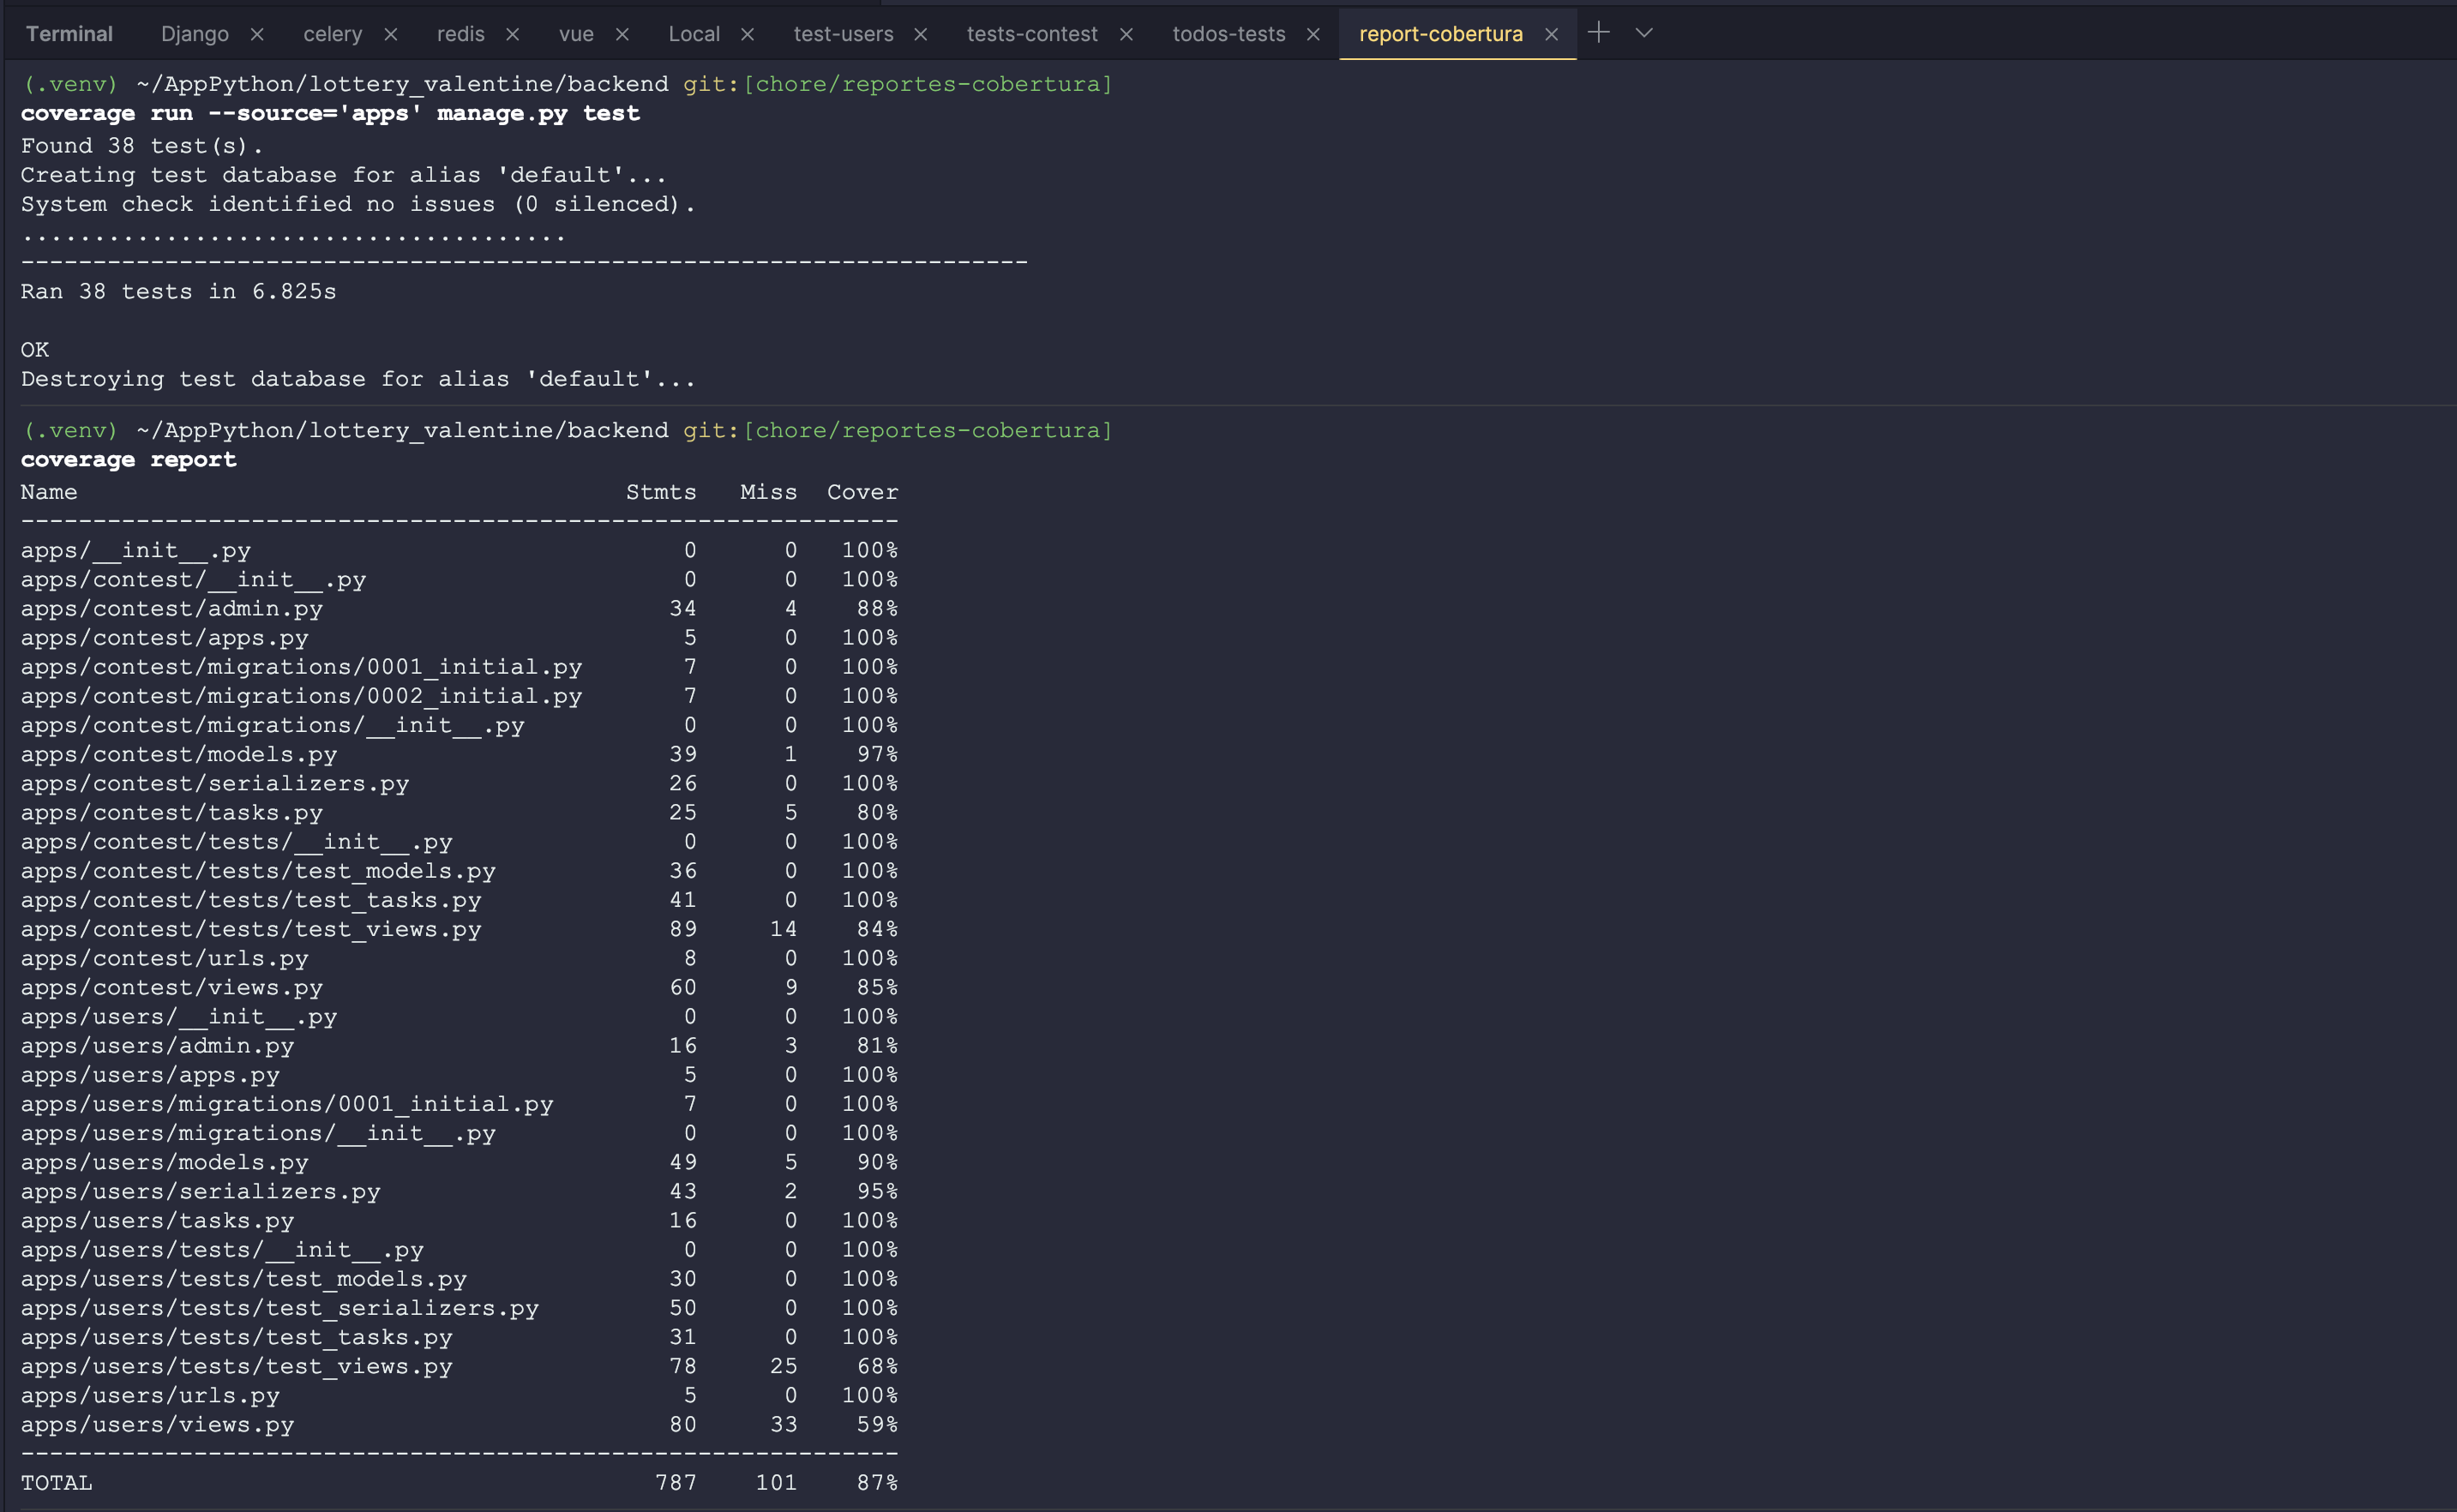 Terminal Django × celery × redis × vue × Local × test-users × tests-contest × todos-tests × report-cobertura ×
(.venv) ~/AppPython/lottery_valentine/backend git:[chore/reportes-cobertura]
coverage run --source='apps' manage.py test
Found 38 test(s).
Creating test database for alias 'default'...
System check identified no issues (0 silenced).
......................................
----------------------------------------------------------------------
Ran 38 tests in 6.825s
OK
Destroying test database for alias 'default'...
(.venv) ~/AppPython/lottery_valentine/backend git:[chore/reportes-cobertura]
coverage report
Name                                      Stmts   Miss  Cover
-------------------------------------------------------------
apps/__init__.py                              0      0   100%
apps/contest/__init__.py                      0      0   100%
apps/contest/admin.py                        34      4    88%
apps/contest/apps.py                          5      0   100%
apps/contest/migrations/0001_initial.py       7      0   100%
apps/contest/migrations/0002_initial.py       7      0   100%
apps/contest/migrations/__init__.py           0      0   100%
apps/contest/models.py                       39      1    97%
apps/contest/serializers.py                  26      0   100%
apps/contest/tasks.py                        25      5    80%
apps/contest/tests/__init__.py                0      0   100%
apps/contest/tests/test_models.py            36      0   100%
apps/contest/tests/test_tasks.py             41      0   100%
apps/contest/tests/test_views.py             89     14    84%
apps/contest/urls.py                          8      0   100%
apps/contest/views.py                        60      9    85%
apps/users/__init__.py                        0      0   100%
apps/users/admin.py                          16      3    81%
apps/users/apps.py                            5      0   100%
apps/users/migrations/0001_initial.py         7      0   100%
apps/users/migrations/__init__.py             0      0   100%
apps/users/models.py                         49      5    90%
apps/users/serializers.py                    43      2    95%
apps/users/tasks.py                          16      0   100%
apps/users/tests/__init__.py                  0      0   100%
apps/users/tests/test_models.py              30      0   100%
apps/users/tests/test_serializers.py         50      0   100%
apps/users/tests/test_tasks.py               31      0   100%
apps/users/tests/test_views.py               78     25    68%
apps/users/urls.py                            5      0   100%
apps/users/views.py                          80     33    59%
-------------------------------------------------------------
TOTAL                                       787    101    87%